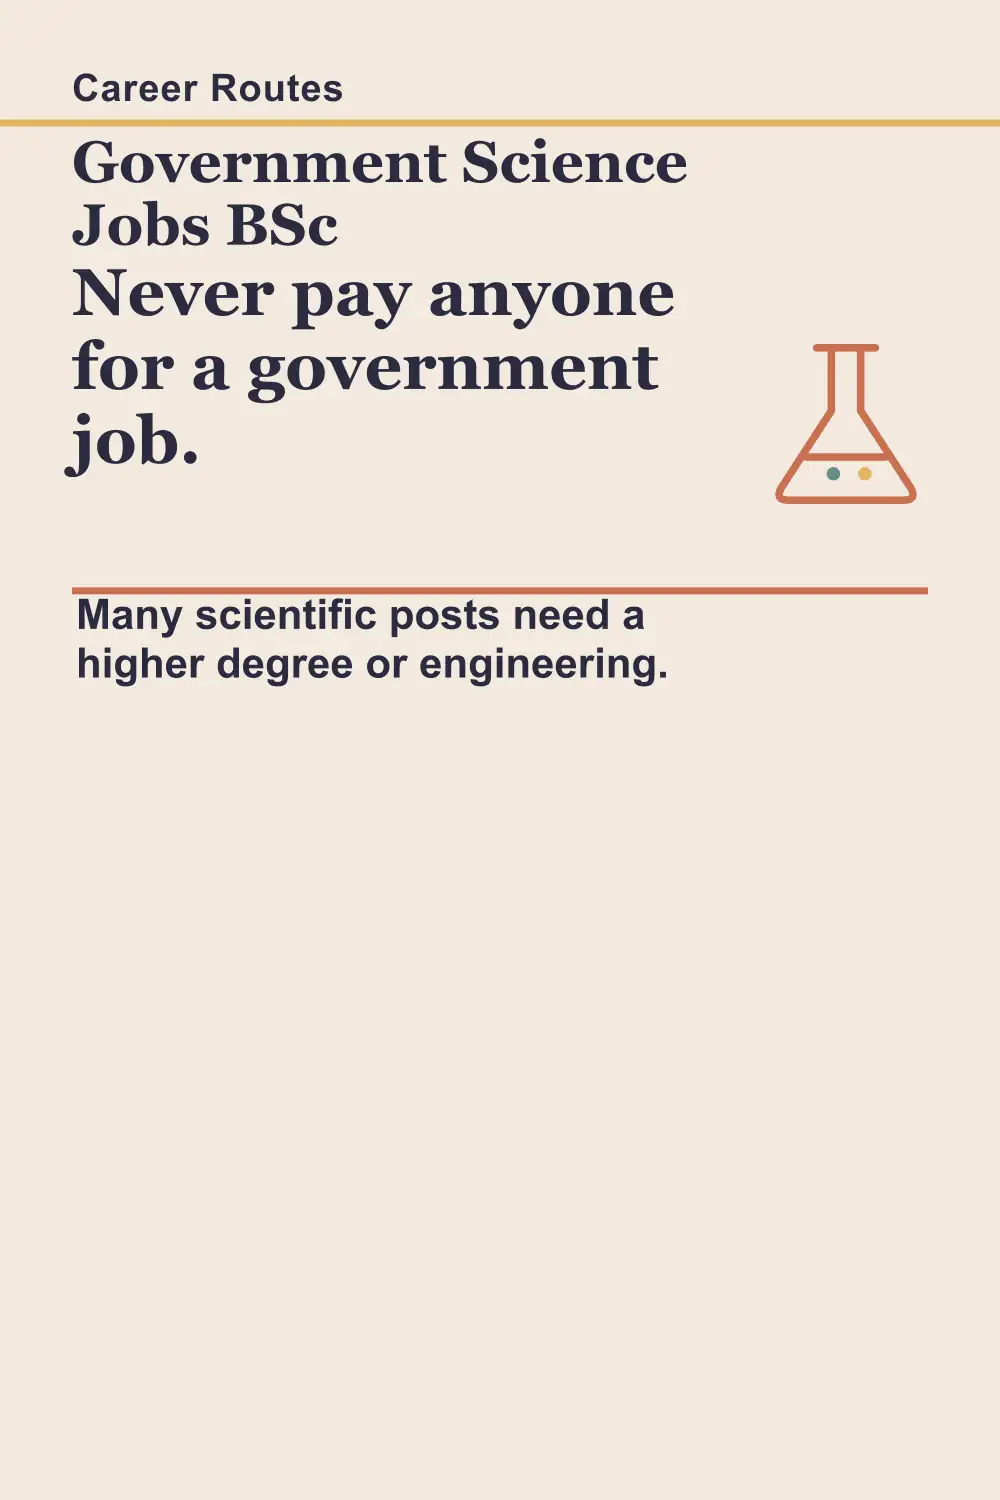 Career Routes
Government Science
Jobs BSc
Never pay anyone
for a government
job.
Many scientific posts need a
higher degree or engineering.